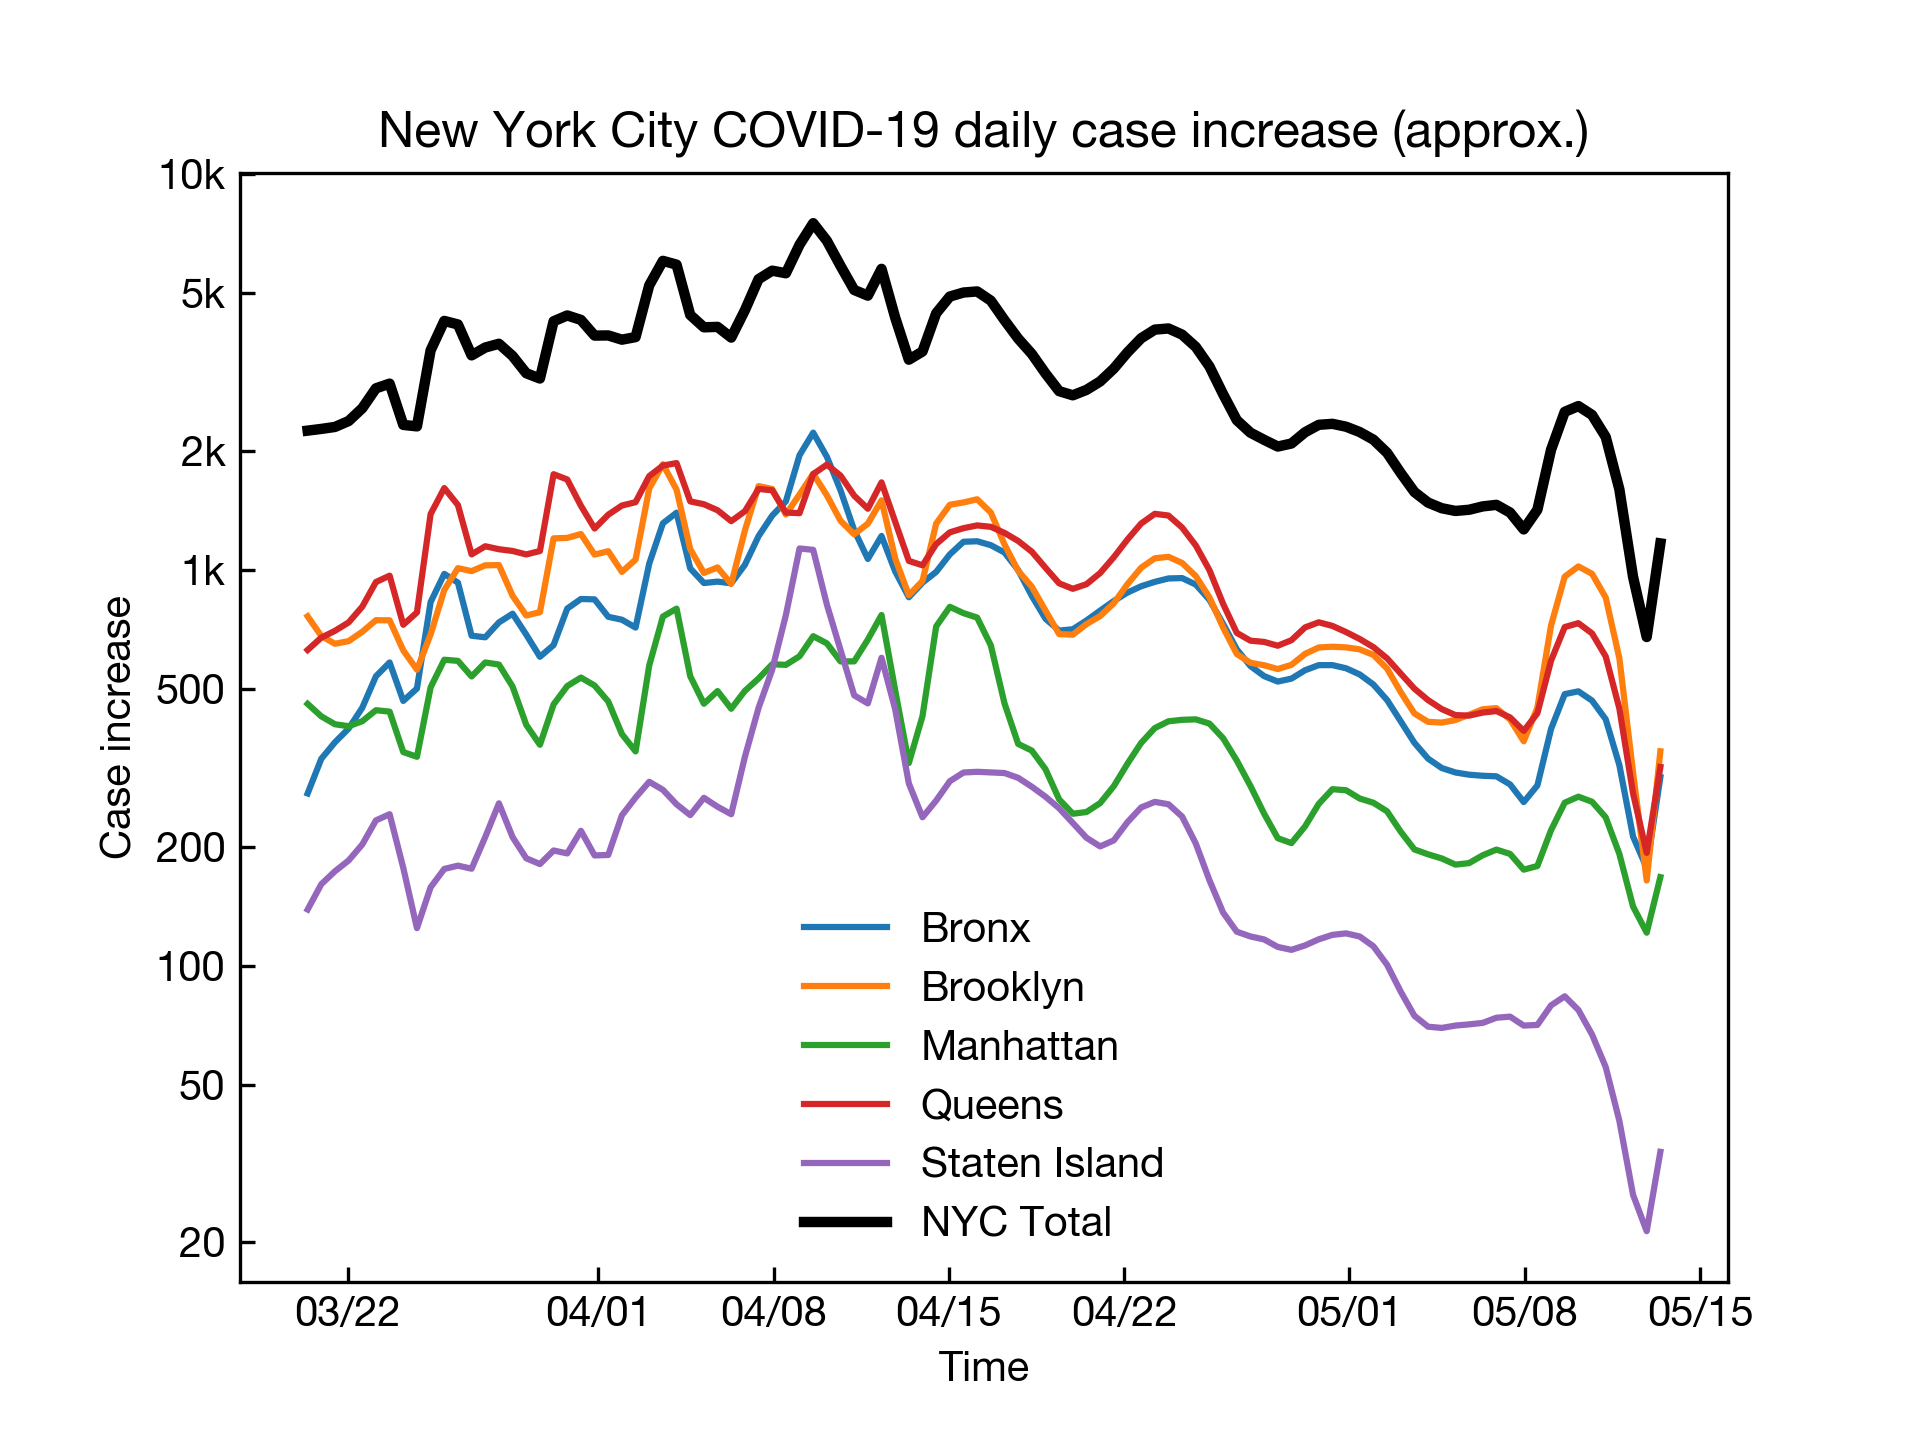 New York City COVID-19 daily case increase (approx.)
10k
5k
2k
1k
500
200
100
50
20
Case increase
Bronx
Brooklyn
Manhattan
Queens
Staten Island
NYC Total
03/22 04/01 04/08 04/15 04/22 05/01 05/08 05/15
Time